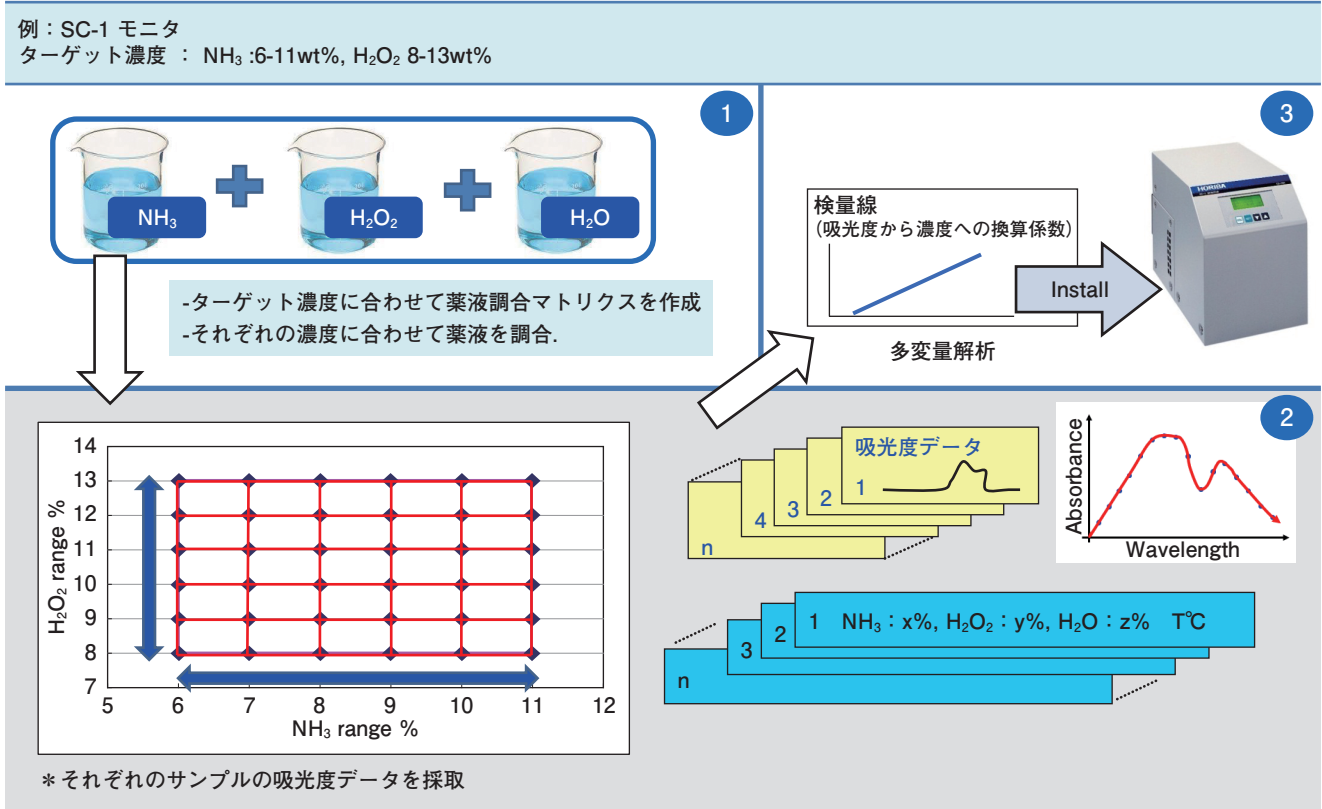 例：SC-1 モニタ
ターゲット濃度 ： NH₃ :6-11wt%, H₂O₂ 8-13wt%
1
NH₃
H₂O₂
H₂O
-ターゲット濃度に合わせて薬液調合マトリクスを作成
-それぞれの濃度に合わせて薬液を調合.
3
検量線
(吸光度から濃度への換算係数)
Install
多変量解析
HORIBA
2
H₂O₂ range %
14
13
12
11
10
9
8
7
5 6 7 8 9 10 11 12
NH₃ range %
＊それぞれのサンプルの吸光度データを採取
吸光度データ
1
2
3
4
n
Absorbance
Wavelength
1 NH₃：x%, H₂O₂：y%, H₂O：z% T℃
2
3
n